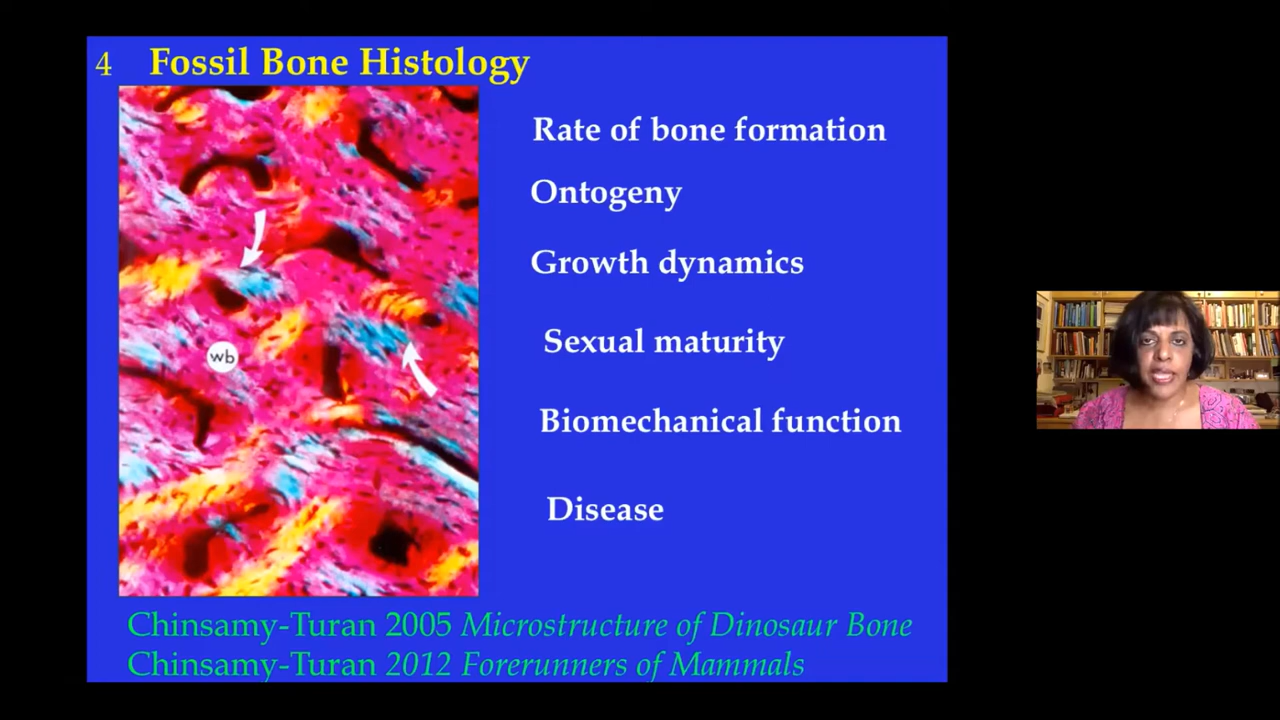 4 Fossil Bone Histology
Rate of bone formation
Ontogeny
Growth dynamics
Sexual maturity
wb
Biomechanical function
Disease
Chinsamy-Turan 2005 Microstructure of Dinosaur Bone
Chinsamy-Turan 2012 Forerunners of Mammals